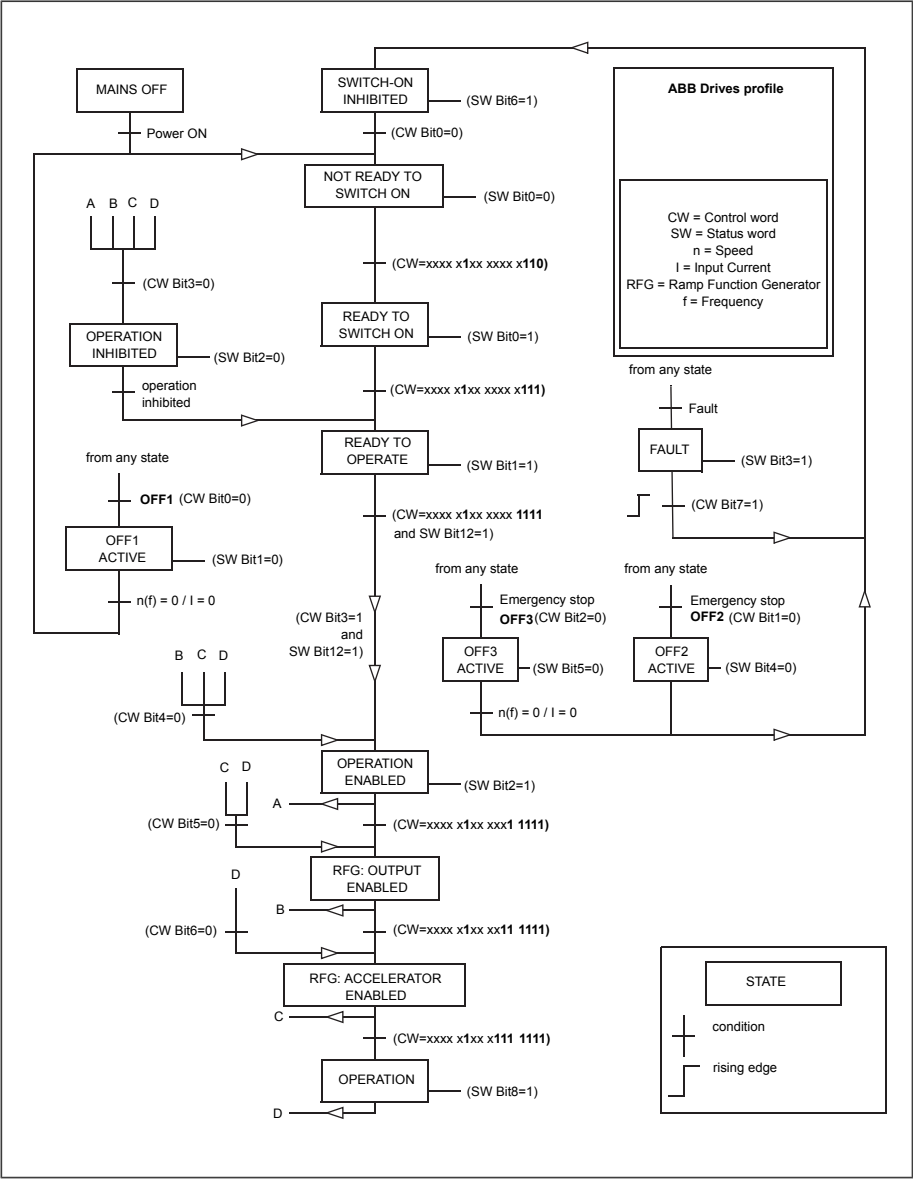 MAINS OFF
Power ON
SWITCH-ON
INHIBITED
(SW Bit6=1)
(CW Bit0=0)
NOT READY TO
SWITCH ON
(SW Bit0=0)
A B C D
(CW Bit3=0)
(CW=xxxx x1xx xxxx x110)
OPERATION
INHIBITED
(SW Bit2=0)
operation
inhibited
READY TO
SWITCH ON
(SW Bit0=1)
(CW=xxxx x1xx xxxx x111)
READY TO
OPERATE
(SW Bit1=1)
from any state
OFF1 (CW Bit0=0)
OFF1
ACTIVE
(SW Bit1=0)
n(f) = 0 / I = 0
(CW=xxxx x1xx xxxx 1111
and SW Bit12=1)
(CW Bit3=1
and
SW Bit12=1)
ABB Drives profile
CW = Control word
SW = Status word
n = Speed
I = Input Current
RFG = Ramp Function Generator
f = Frequency
from any state
Fault
FAULT
(SW Bit3=1)
(CW Bit7=1)
from any state
Emergency stop
OFF3 (CW Bit2=0)
OFF3
ACTIVE
(SW Bit5=0)
n(f) = 0 / I = 0
from any state
Emergency stop
OFF2 (CW Bit1=0)
OFF2
ACTIVE
(SW Bit4=0)
B C D
(CW Bit4=0)
OPERATION
ENABLED
(SW Bit2=1)
A
C D
(CW Bit5=0)
(CW=xxxx x1xx xxx1 1111)
RFG: OUTPUT
ENABLED
B
D
(CW Bit6=0)
(CW=xxxx x1xx xx11 1111)
RFG: ACCELERATOR
ENABLED
C
(CW=xxxx x1xx x111 1111)
OPERATION
(SW Bit8=1)
D
STATE
condition
rising edge